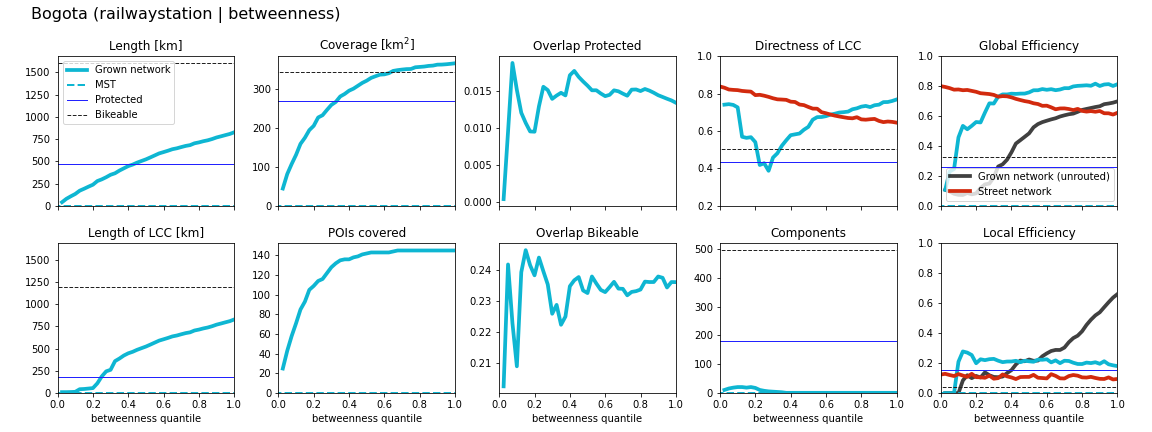 Bogota (railwaystation | betweenness)
Length [km]
Coverage [km²]
Overlap Protected
Directness of LCC
Global Efficiency
Grown network
MST
Protected
Bikeable
1500
1250
1000
750
500
250
0
300
200
100
0
0.015
0.010
0.005
0.000
1.0
0.8
0.6
0.4
0.2
1.0
0.8
0.6
0.4
0.2
0.0
Grown network (unrouted)
Street network
Length of LCC [km]
POIs covered
Overlap Bikeable
Components
Local Efficiency
1500
1250
1000
750
500
250
0
140
120
100
80
60
40
20
0
0.24
0.23
0.22
0.21
500
400
300
200
100
0
1.0
0.8
0.6
0.4
0.2
0.0
0.0 0.2 0.4 0.6 0.8 1.0
0.0 0.2 0.4 0.6 0.8 1.0
0.0 0.2 0.4 0.6 0.8 1.0
0.0 0.2 0.4 0.6 0.8 1.0
0.0 0.2 0.4 0.6 0.8 1.0
betweenness quantile
betweenness quantile
betweenness quantile
betweenness quantile
betweenness quantile